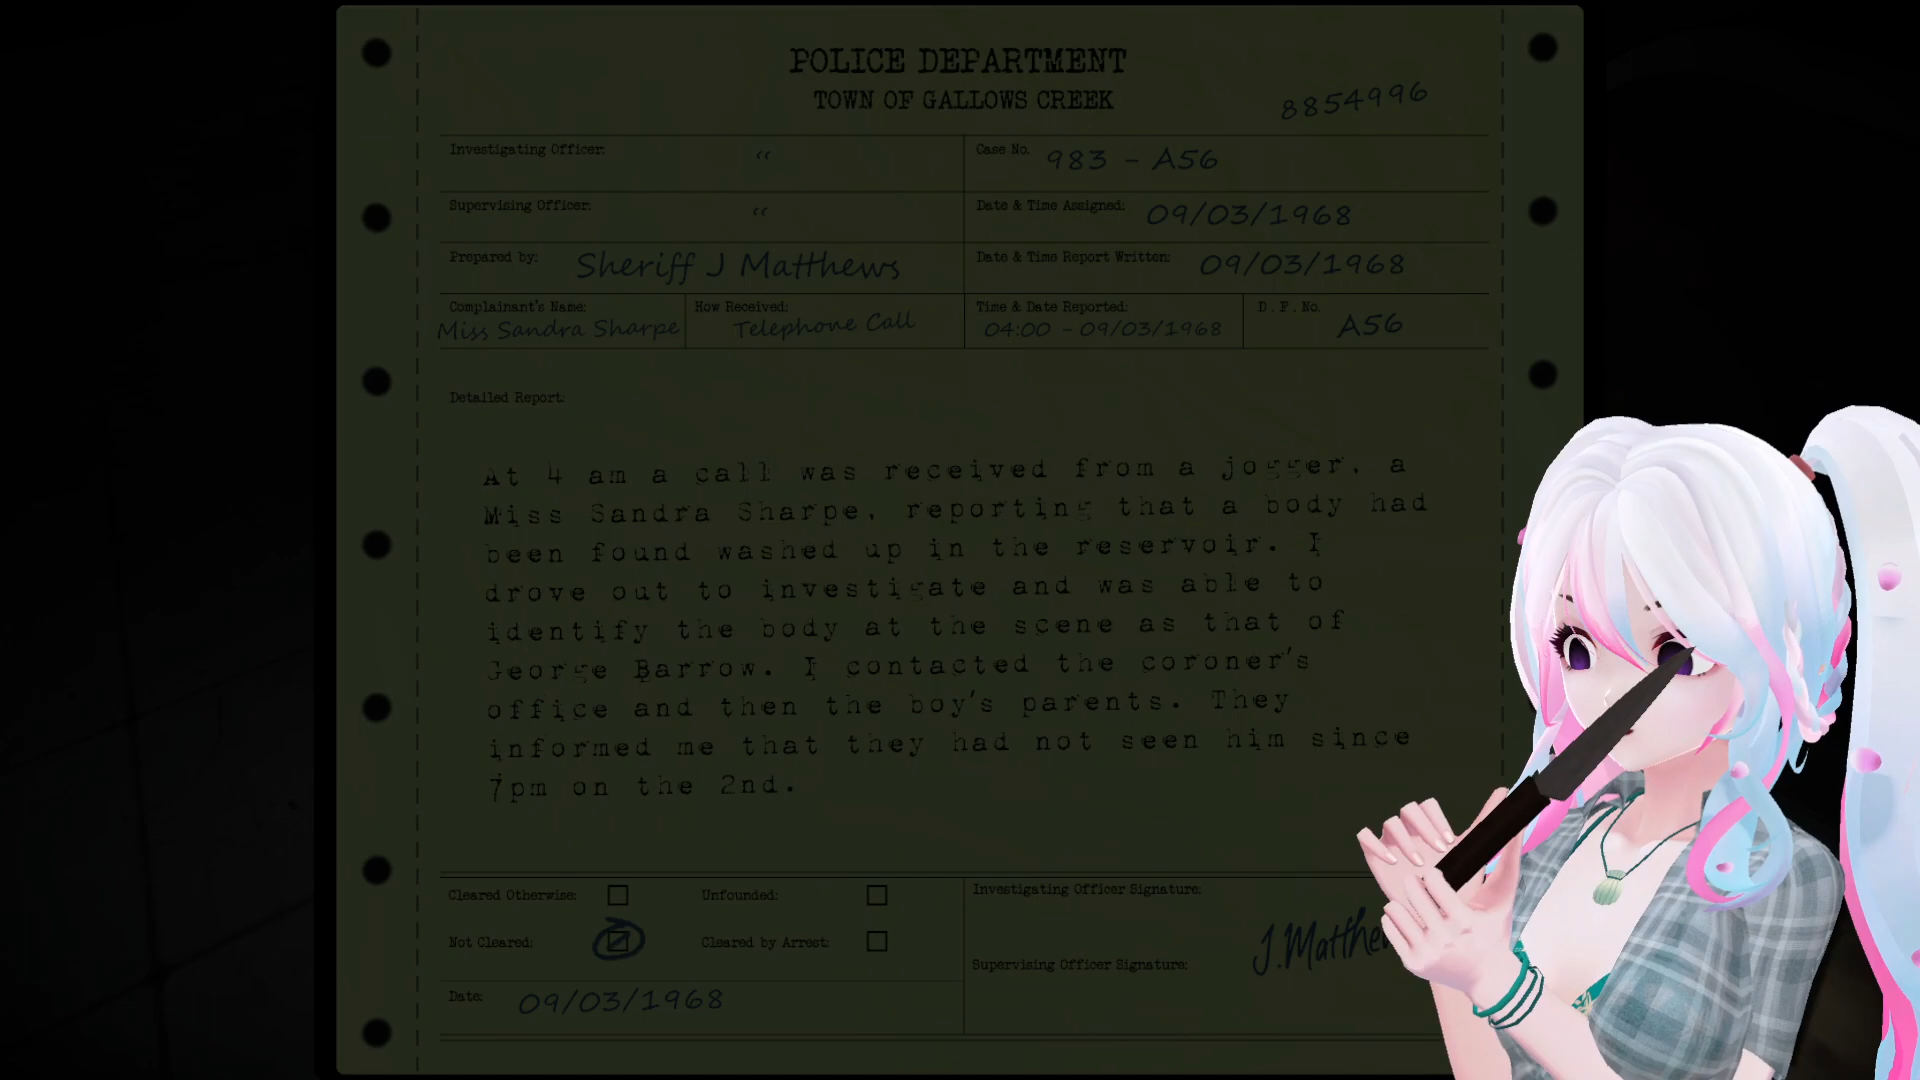 POLICE DEPARTMENT
TOWN OF GALLOWS CREEK
8854996
Investigating Officer: "
Case No. 983 - A56
Supervising Officer: "
Date & Time Assigned: 09/03/1968
Prepared by: Sheriff J Matthews
Date & Time Report Written: 09/03/1968
Complainant's Name: Miss Sandra Sharpe
How Received: Telephone Call
Time & Date Reported: 04:00 - 09/03/1968
D. F. No. A56
Detailed Report:
At 4 am a call was received from a jogger, a
Miss Sandra Sharpe, reporting that a body had
been found washed up in the reservoir. I
drove out to investigate and was able to
identify the body at the scene as that of
George Barrow. I contacted the coroner's
office and then the boy's parents. They
informed me that they had not seen him since
7pm on the 2nd.
Cleared Otherwise:
Unfounded:
Not Cleared:
Cleared by Arrest:
Date: 09/03/1968
Investigating Officer Signature:
Supervising Officer Signature:
J.Matthe